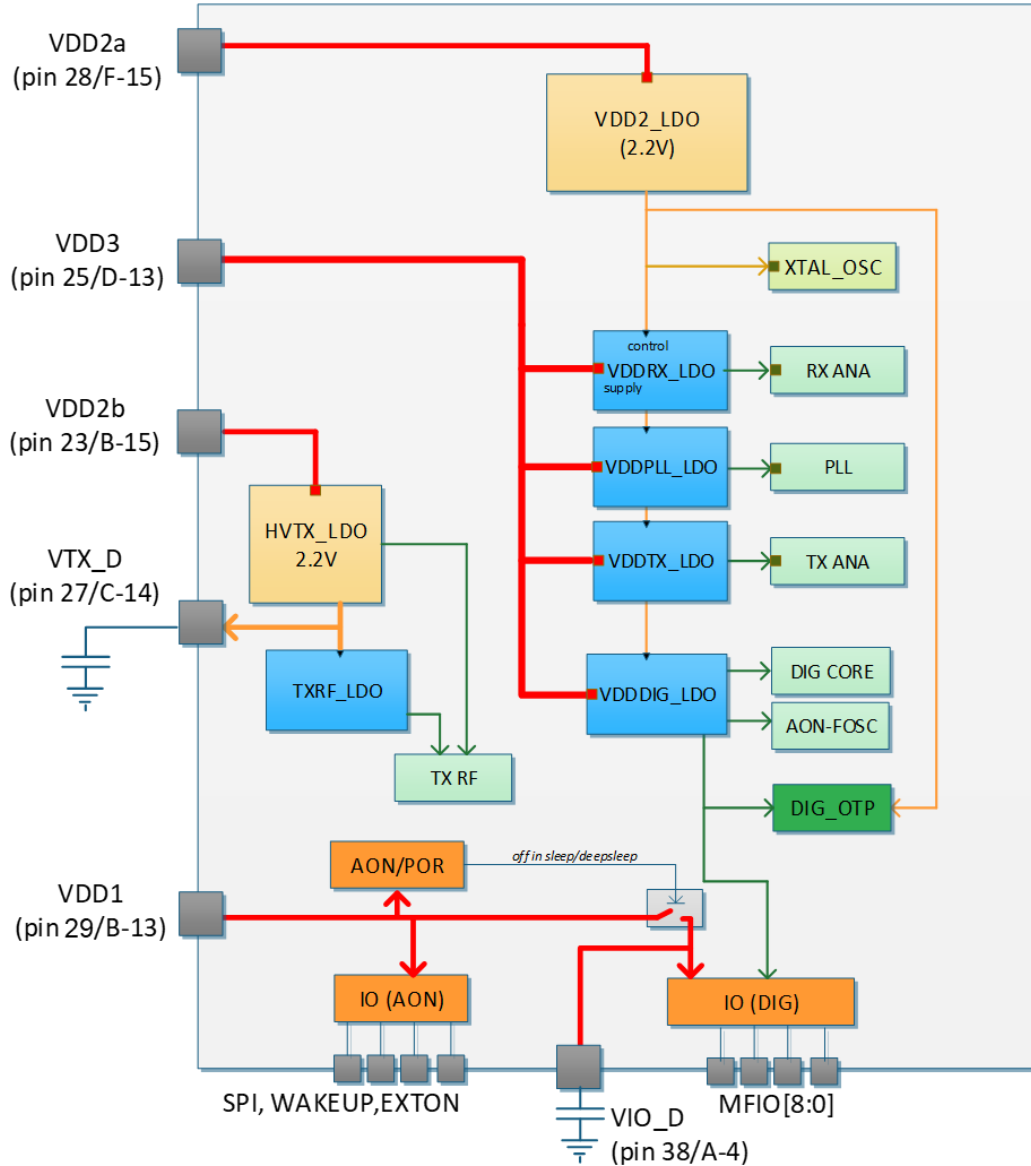 VDD2a
(pin 28/F-15)
VDD2_LDO
(2.2V)
VDD3
(pin 25/D-13)
XTAL_OSC
control
VDDRX_LDO
supply
RX ANA
VDD2b
(pin 23/B-15)
VDDPLL_LDO
PLL
HVTX_LDO
2.2V
VTX_D
(pin 27/C-14)
VDDTX_LDO
TX ANA
TXRF_LDO
VDDDIG_LDO
DIG CORE
AON-FOSC
TX RF
DIG_OTP
AON/POR
off in sleep/deepsleep
VDD1
(pin 29/B-13)
IO (AON)
IO (DIG)
SPI, WAKEUP,EXTON
MFIO[8:0]
VIO_D
(pin 38/A-4)